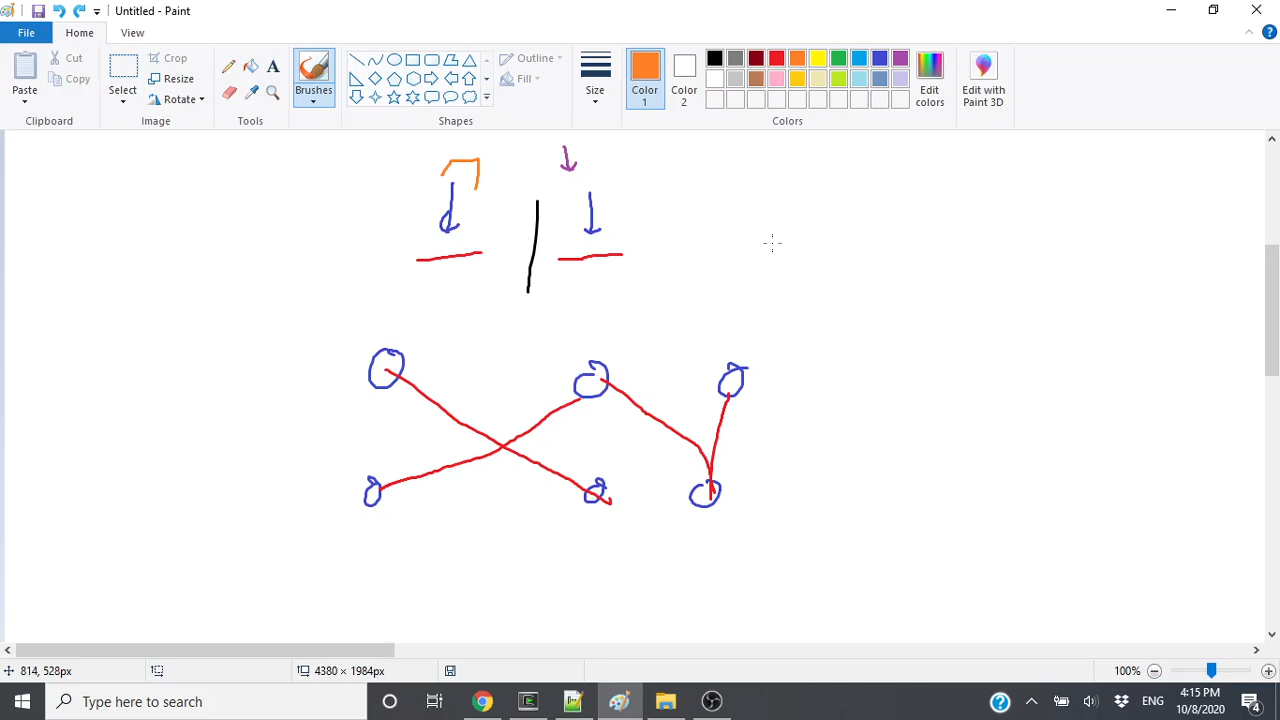 Untitled - Paint
File Home View
Paste
Cut
Copy
Clipboard
Select
Crop
Resize
Rotate
Image
A
Tools
Brushes
Outline
Fill
Shapes
Size
Color 1
Color 2
Edit colors
Colors
Edit with Paint 3D
814, 528px
4380 × 1984px
100%
Type here to search
ENG
4:15 PM
10/8/2020
4